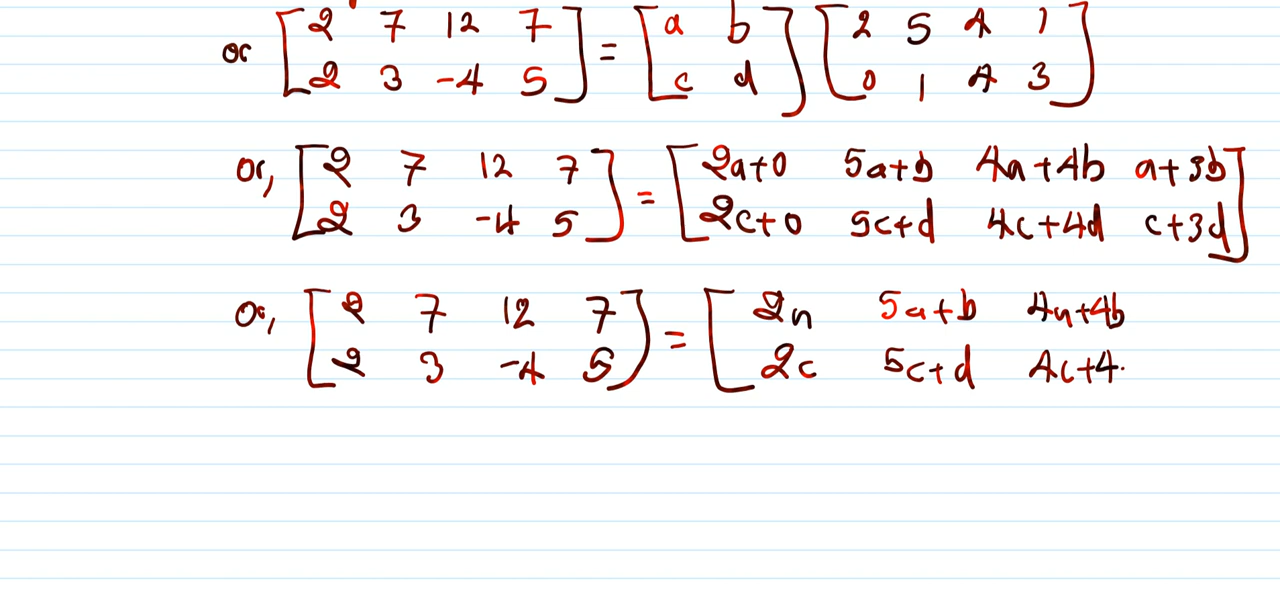 or [2 7 12 7 = [a b] [2 5 4 1
2 3 -4 5] c d] 0 1 4 3]
or, [2 7 12 7] = [2a+0 5a+b 4a+4b a+3b]
[2 3 -4 5] [2c+0 5c+d 4c+4d c+3d]
or, [2 7 12 7] = [2a 5a+b 4a+4b
[2 3 -4 5] [2c 5c+d 4c+4